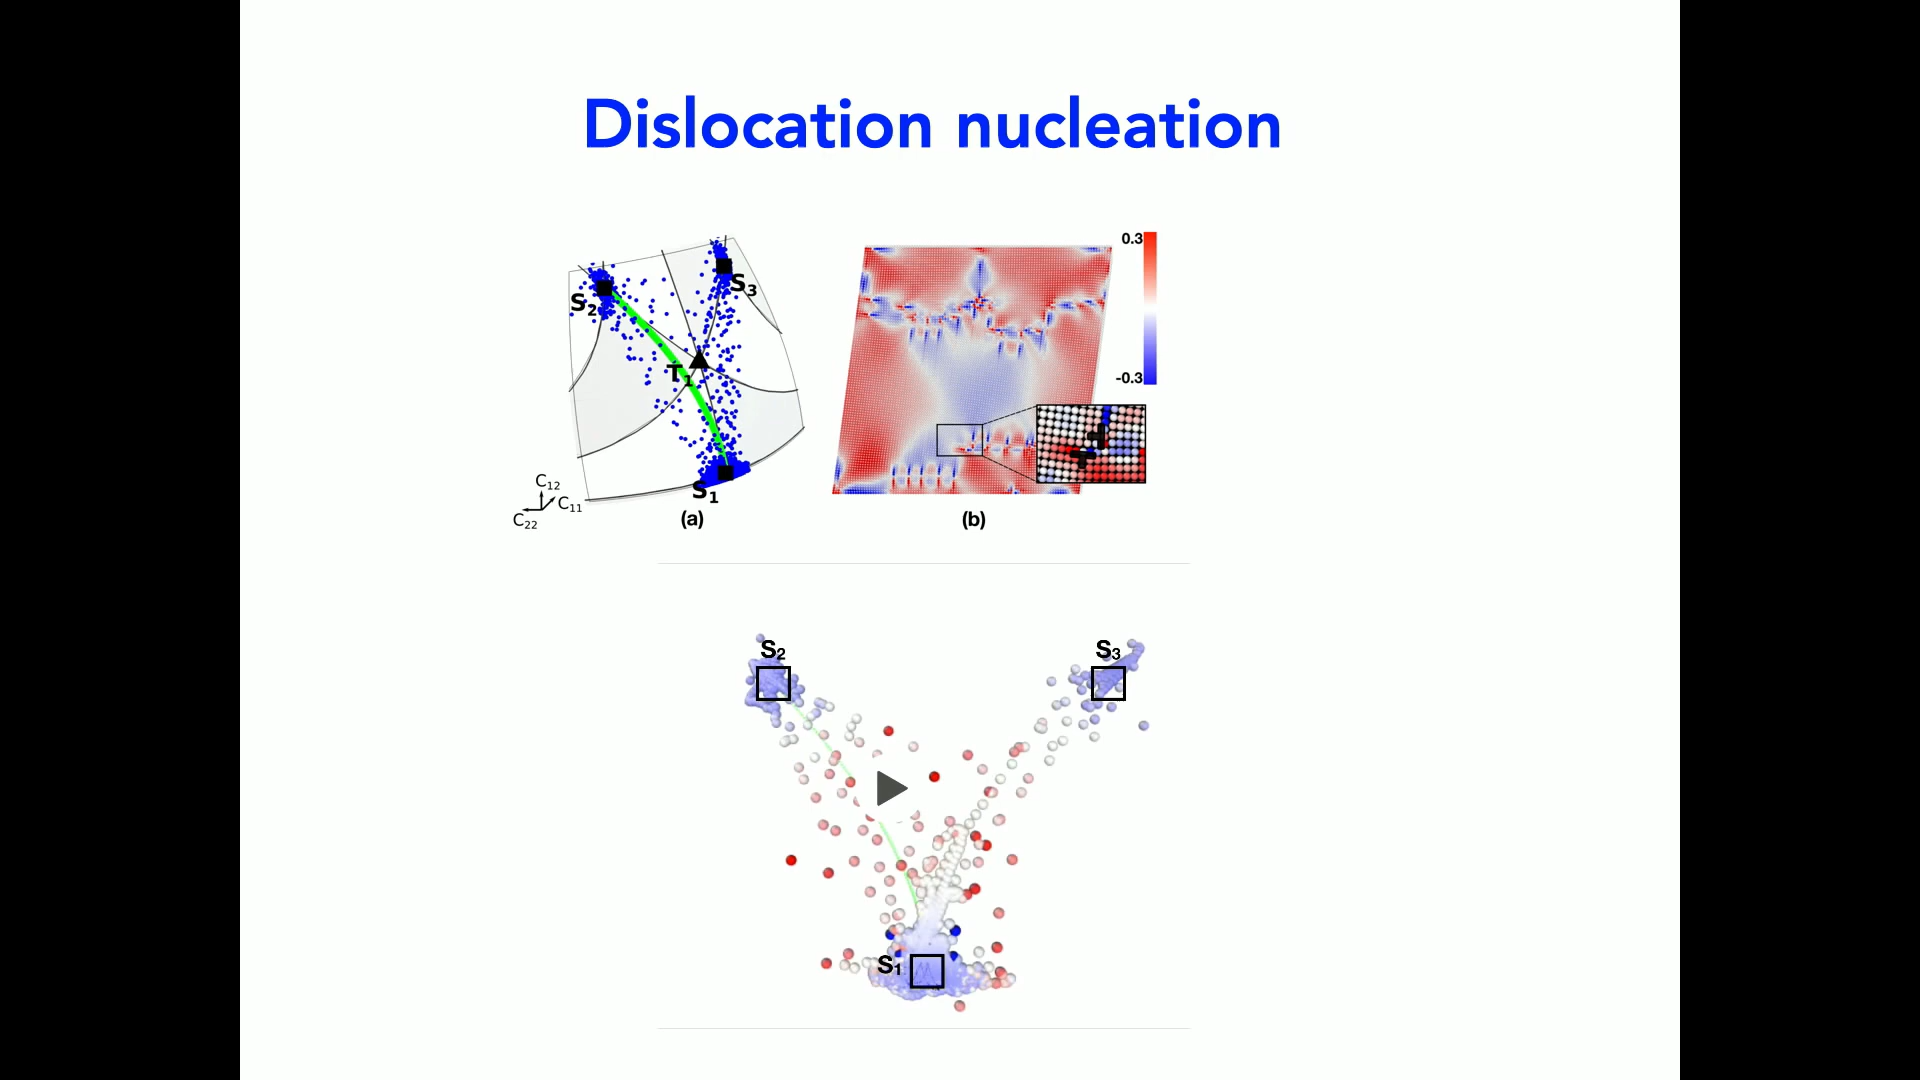 Dislocation nucleation
0.3
S3
S2
T1
-0.3
C12
C11
S1
C22
(a)
(b)
S2
S3
S1